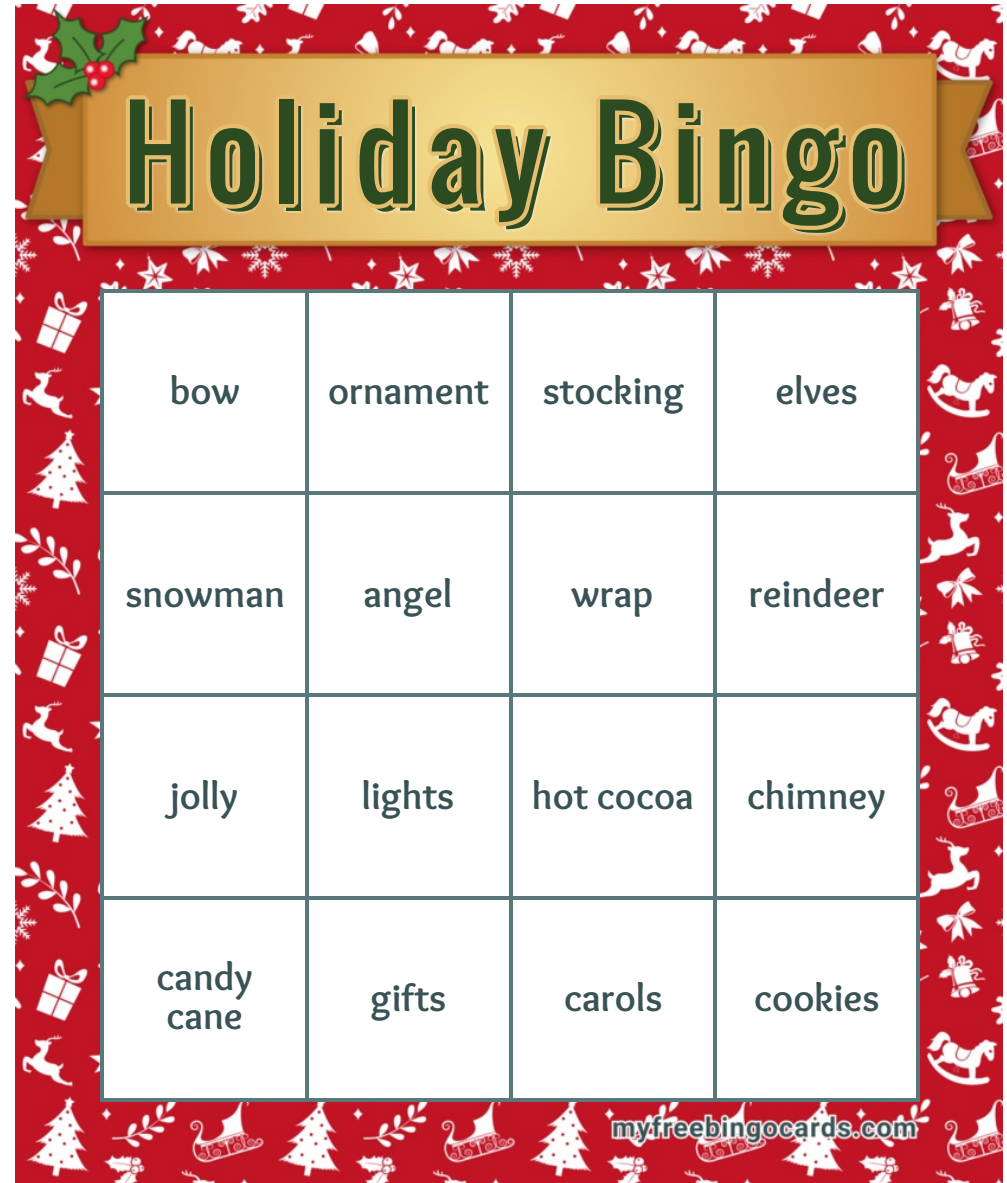 Holiday Bingo
bow ornament stocking elves
snowman angel wrap reindeer
jolly lights hot cocoa chimney
candy
cane gifts carols cookies
myfreebingocards.com